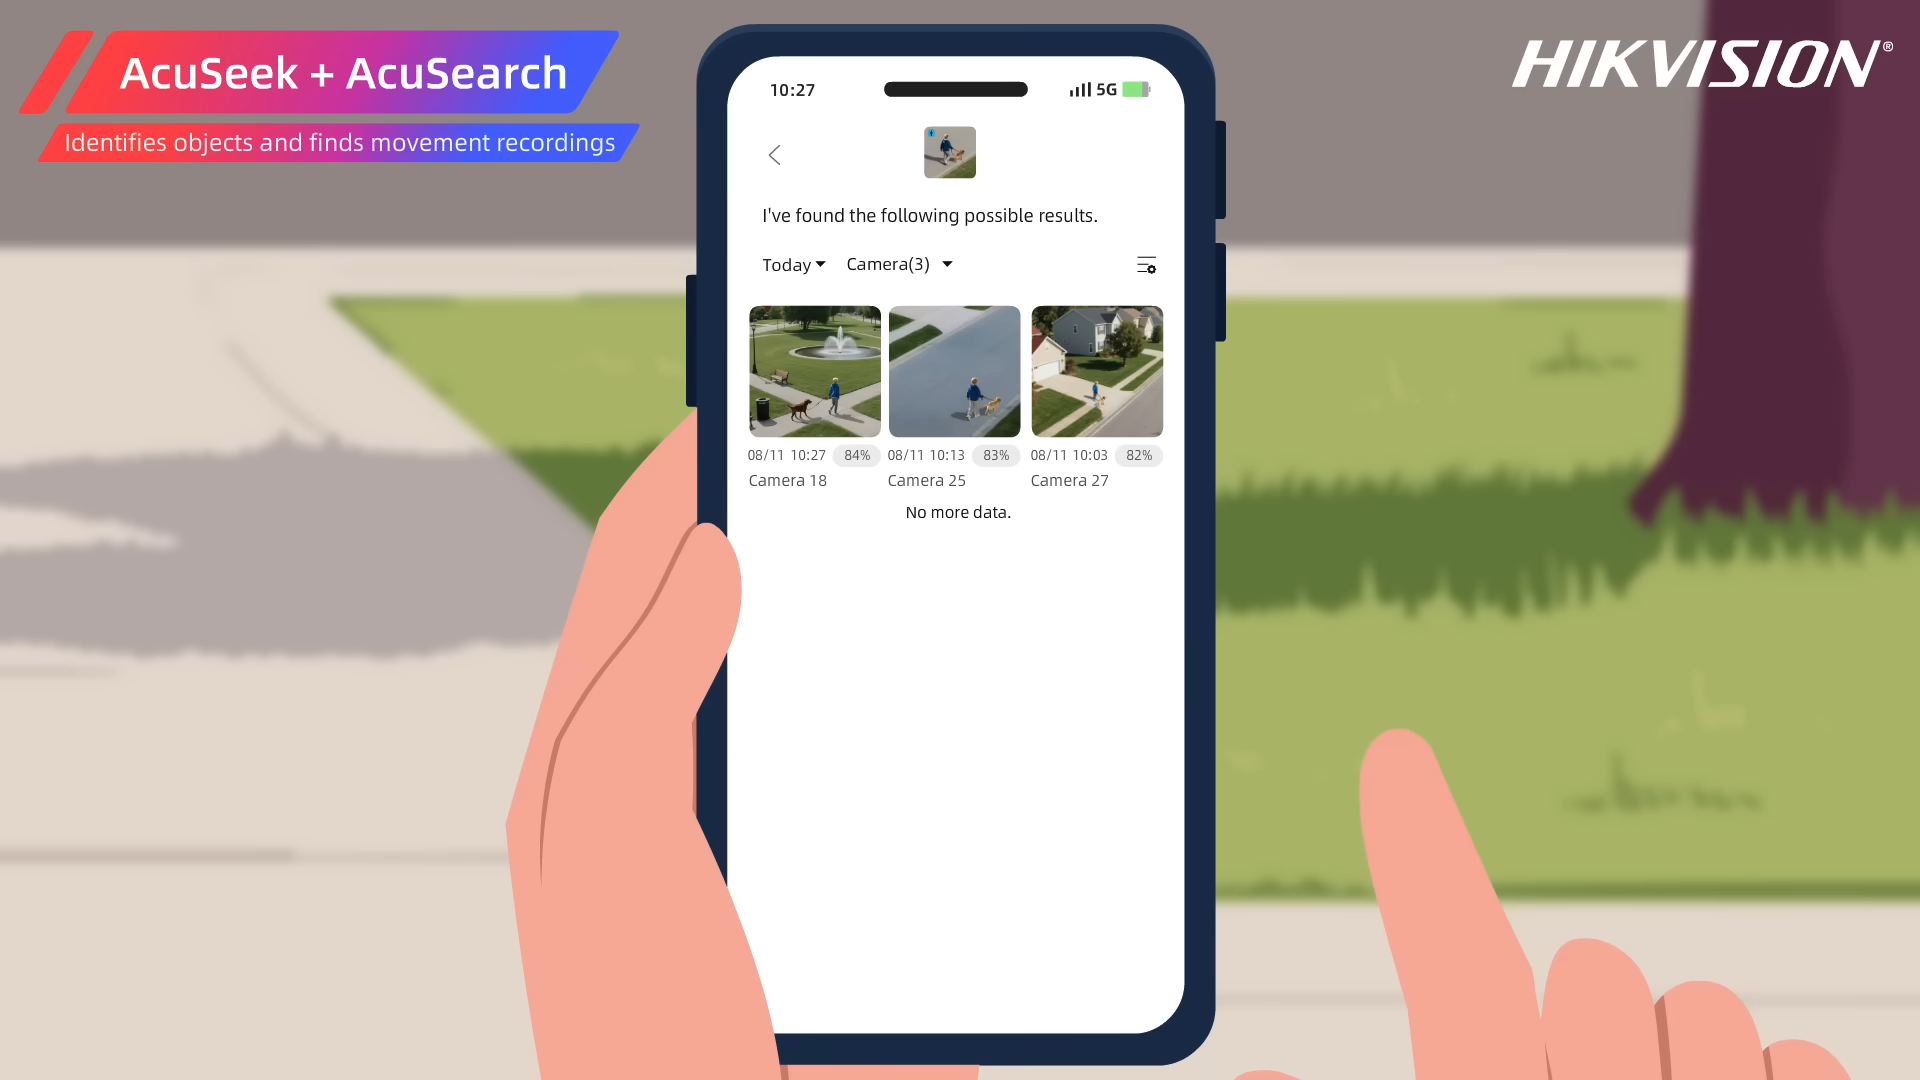 AcuSeek + AcuSearch
Identifies objects and finds movement recordings
HIKVISION®
10:27
5G
I've found the following possible results.
Today Camera(3)
08/11 10:27 84% 08/11 10:13 83% 08/11 10:03 82%
Camera 18 Camera 25 Camera 27
No more data.